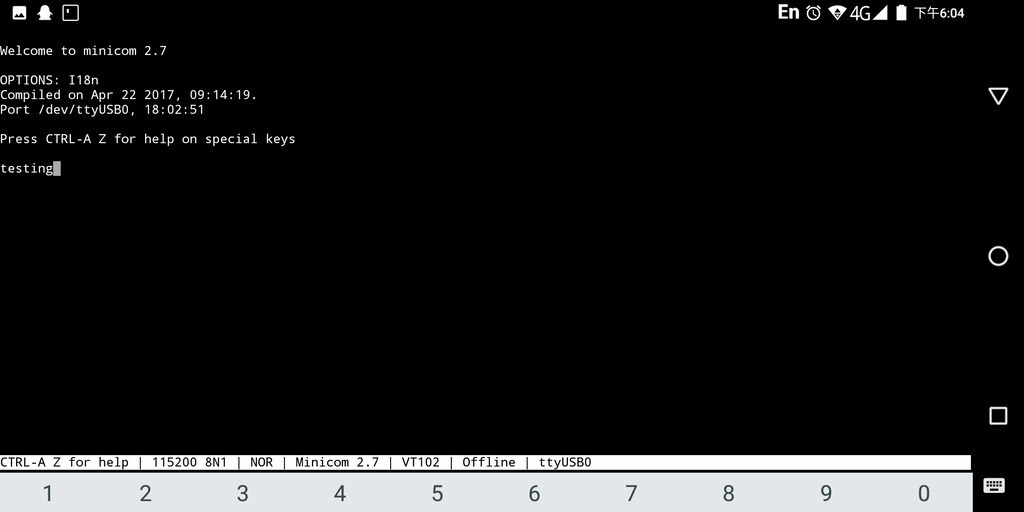 En 4G 下午6:04
Welcome to minicom 2.7
OPTIONS: I18n
Compiled on Apr 22 2017, 09:14:19.
Port /dev/ttyUSB0, 18:02:51
Press CTRL-A Z for help on special keys
testing
CTRL-A Z for help | 115200 8N1 | NOR | Minicom 2.7 | VT102 | Offline | ttyUSB0
1 2 3 4 5 6 7 8 9 0